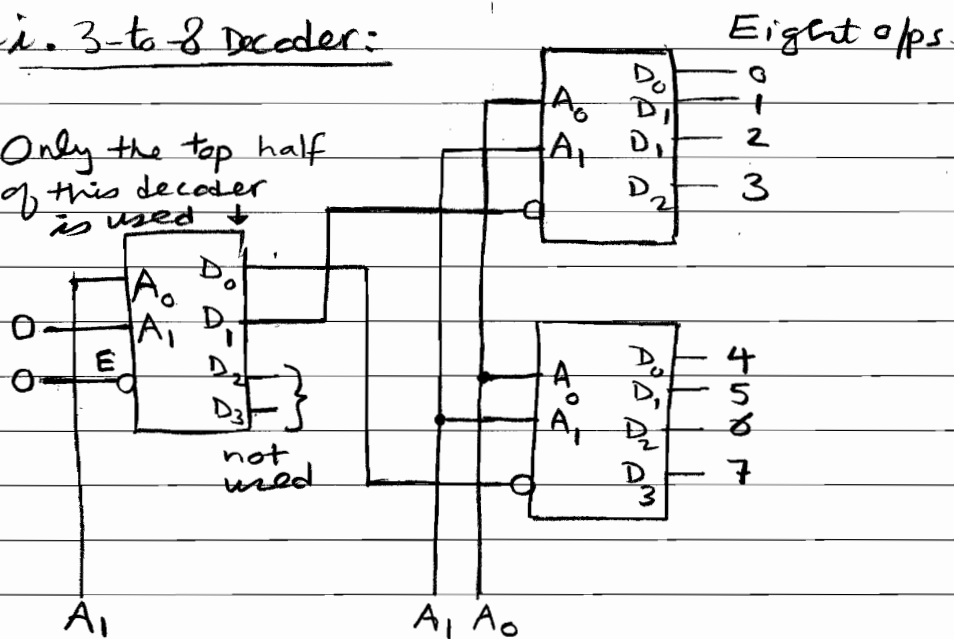 i. 3-to-8 Decoder:
Eight o/ps.
Only the top half
of this decoder
is used ↓
A0
A1
D0
D1
D1
D2
0
1
2
3
A0
A1
E
D0
D1
D2
D3
0
0
not
used
A0
A1
D0
D1
D2
D3
4
5
6
7
A1
A1 A0